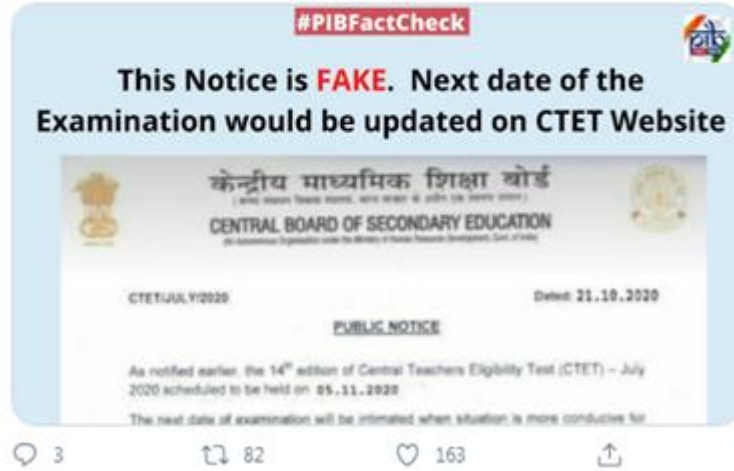 #PIBFactCheck
This Notice is FAKE. Next date of the
Examination would be updated on CTET Website
केन्द्रीय माध्यमिक शिक्षा बोर्ड
CENTRAL BOARD OF SECONDARY EDUCATION
CTET/JULY/2020 Dated: 21.10.2020
PUBLIC NOTICE
As notified earlier, the 14th edition of Central Teachers Eligibility Test (CTET) – July
2020 scheduled to be held on 05.11.2020
The next date of examination will be intimated when situation is more conducive for
3 82 163